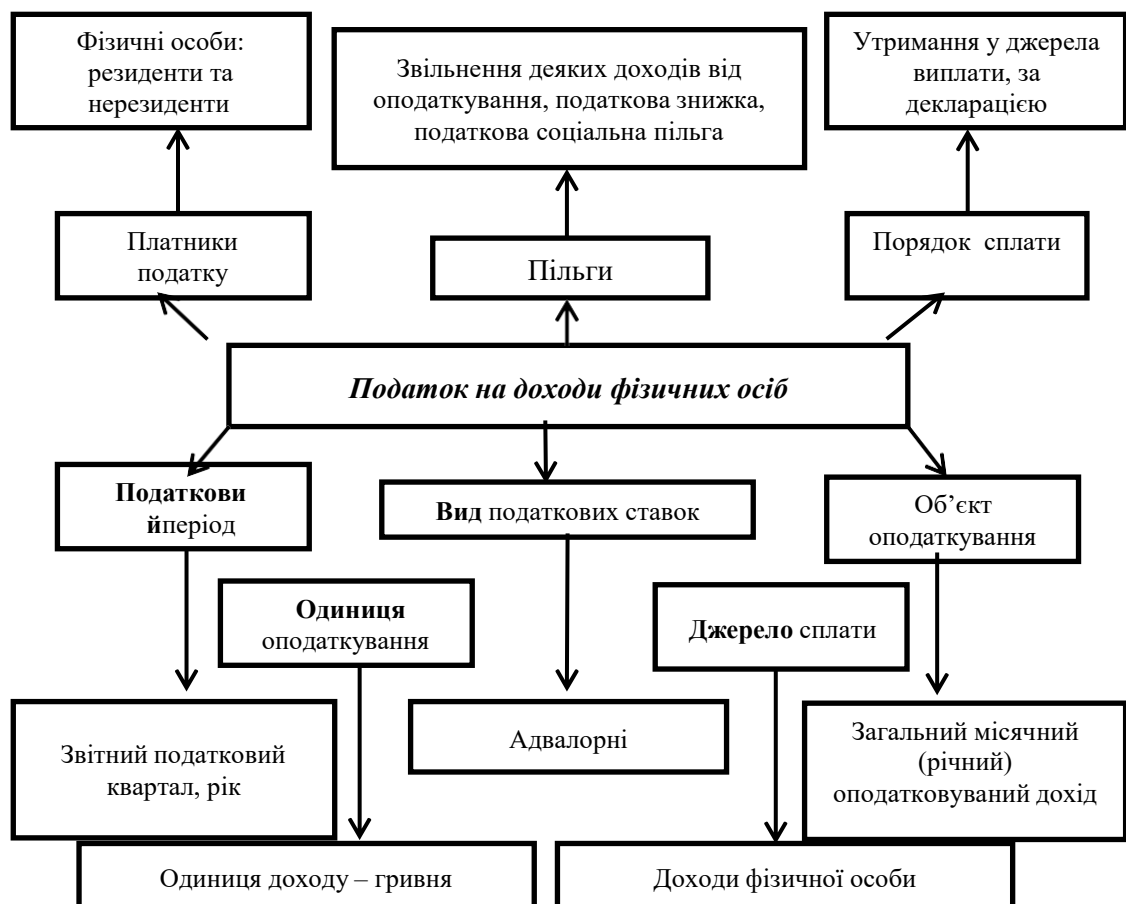 Фізичні особи:
резиденти та
нерезиденти
Звільнення деяких доходів від
оподаткування, податкова знижка,
податкова соціальна пільга
Утримання у джерела
виплати, за
декларацією
Платники
податку
Пільги
Порядок сплати
Податок на доходи фізичних осіб
Податкови
йперіод
Вид податкових ставок
Об’єкт
оподаткування
Одиниця
оподаткування
Джерело сплати
Звітний податковий
квартал, рік
Адвалорні
Загальний місячний
(річний)
оподатковуваний дохід
Одиниця доходу – гривня
Доходи фізичної особи